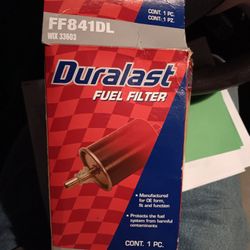 FF841DL
WIX 33603
CONT. 1 PC.
CONT. 1 PZ.
Duralast
FUEL FILTER
• Manufactured
for OE form,
fit and function
• Protects the fuel
system from harmful
contaminants
CONT. 1 PC.